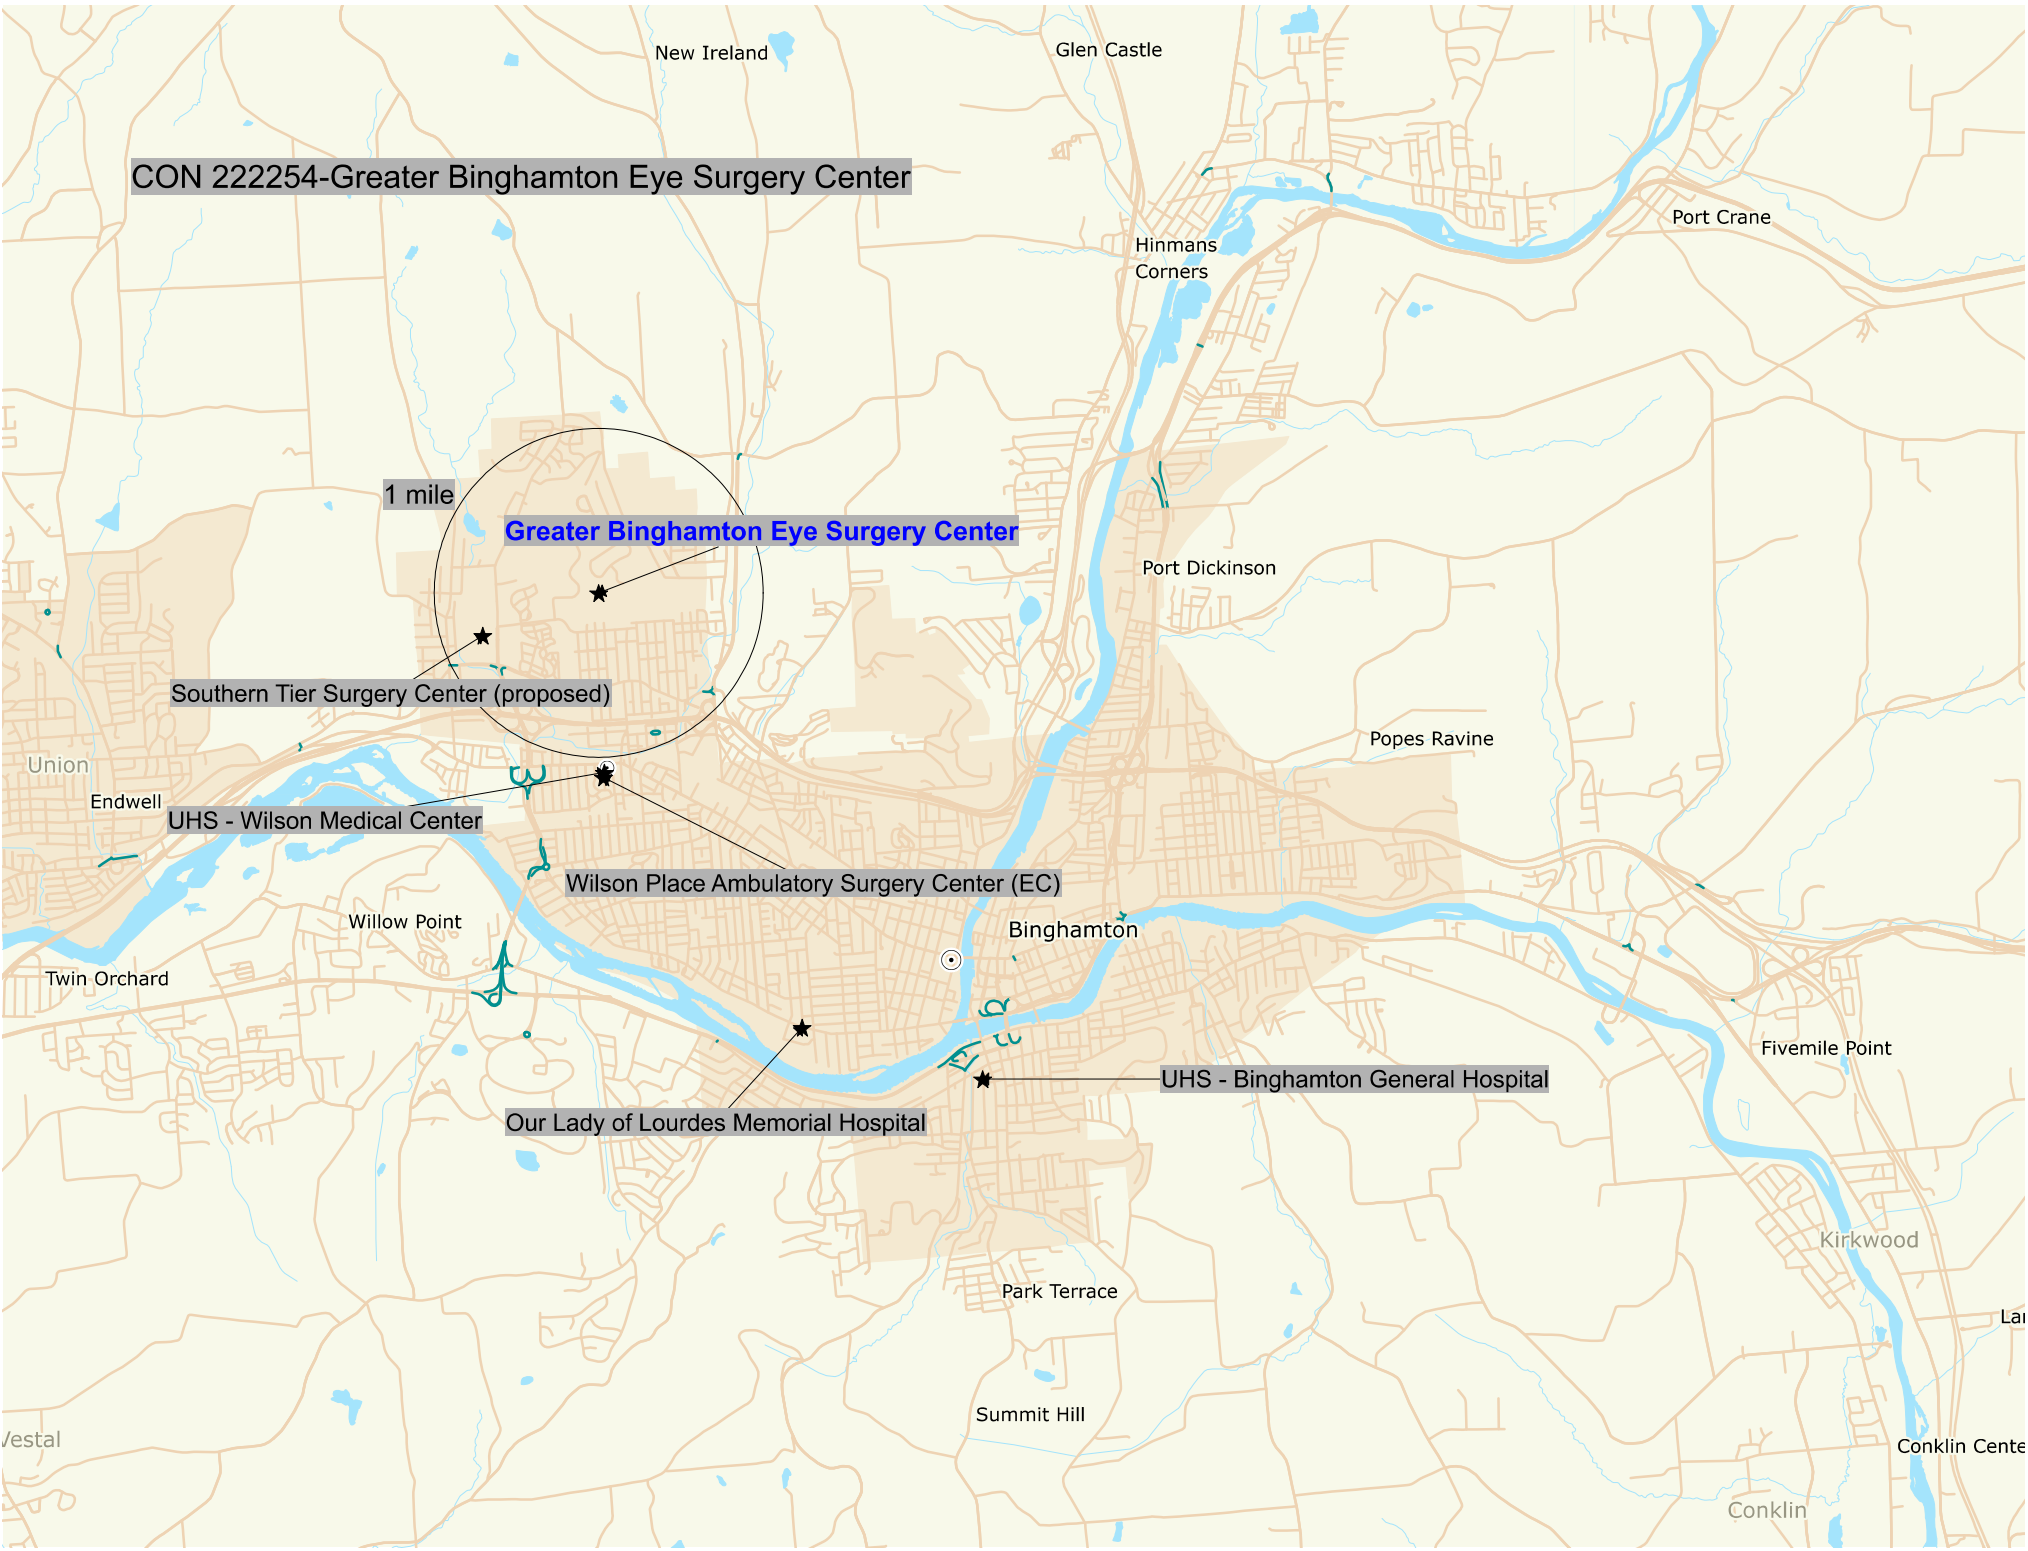 New Ireland
Glen Castle
CON 222254-Greater Binghamton Eye Surgery Center
Port Crane
Hinmans
Corners
1 mile
Greater Binghamton Eye Surgery Center
Port Dickinson
Southern Tier Surgery Center (proposed)
Popes Ravine
Union
Endwell
UHS - Wilson Medical Center
Wilson Place Ambulatory Surgery Center (EC)
Willow Point
Binghamton
Twin Orchard
Fivemile Point
UHS - Binghamton General Hospital
Our Lady of Lourdes Memorial Hospital
Kirkwood
Park Terrace
Lan
Summit Hill
Vestal
Conklin Cente
Conklin